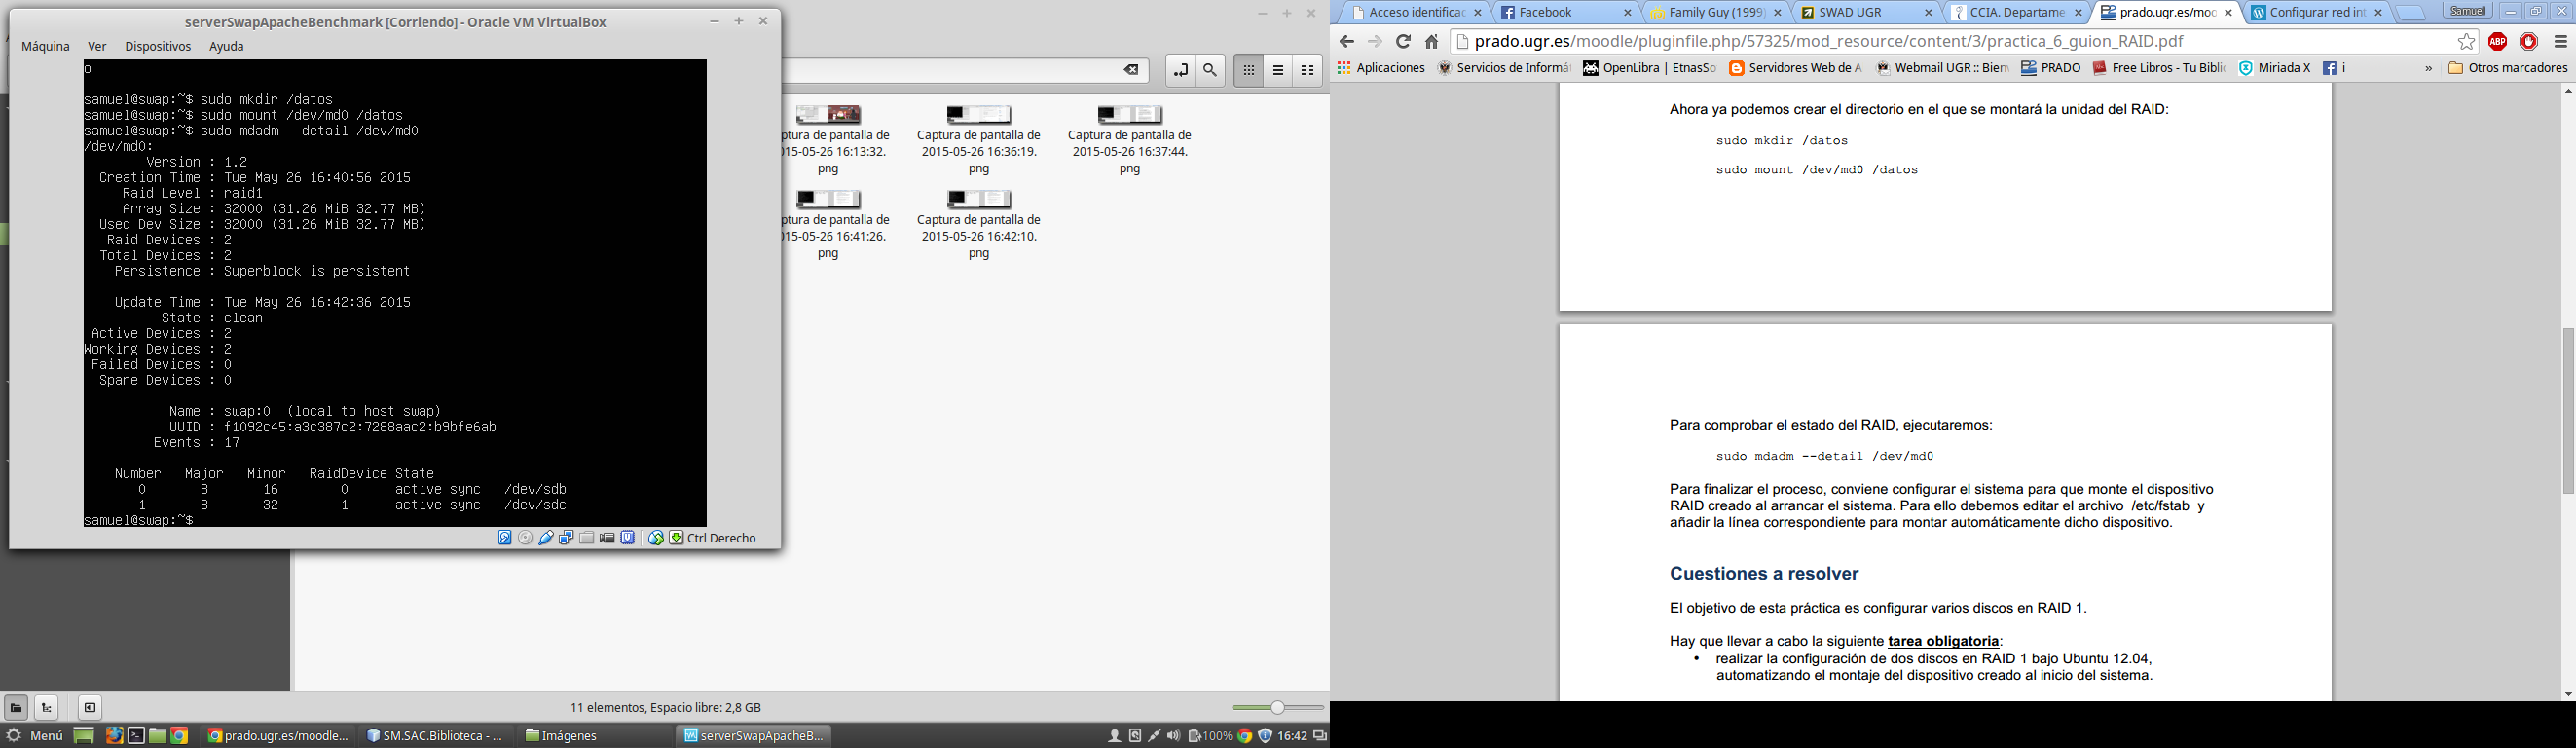 serverSwapApacheBenchmark [Corriendo] - Oracle VM VirtualBox
Máquina Ver Dispositivos Ayuda
0
samuel@swap:~$ sudo mkdir /datos
samuel@swap:~$ sudo mount /dev/md0 /datos
samuel@swap:~$ sudo mdadm --detail /dev/md0
/dev/md0:
Version : 1.2
Creation Time : Tue May 26 16:40:56 2015
Raid Level : raid1
Array Size : 32000 (31.26 MiB 32.77 MB)
Used Dev Size : 32000 (31.26 MiB 32.77 MB)
Raid Devices : 2
Total Devices : 2
Persistence : Superblock is persistent
Update Time : Tue May 26 16:42:36 2015
State : clean
Active Devices : 2
Working Devices : 2
Failed Devices : 0
Spare Devices : 0
Name : swap:0 (local to host swap)
UUID : f1092c45:a3c387c2:7288aac2:b9bfe6ab
Events : 17
Number Major Minor RaidDevice State
0 8 16 0 active sync /dev/sdb
1 8 32 1 active sync /dev/sdc
samuel@swap:~$
Ctrl Derecho
ptura de pantalla de
015-05-26 16:13:32.
png
Captura de pantalla de
2015-05-26 16:36:19.
png
Captura de pantalla de
2015-05-26 16:37:44.
png
ptura de pantalla de
015-05-26 16:41:26.
png
Captura de pantalla de
2015-05-26 16:42:10.
png
11 elementos, Espacio libre: 2,8 GB
Menú prado.ugr.es/moodle... SM.SAC.Biblioteca - ... Imágenes serverSwapApacheB... 100% 16:42
Acceso identificac Facebook Family Guy (1999) SWAD UGR CCIA. Departame prado.ugr.es/moo Configurar red int Samuel
prado.ugr.es/moodle/pluginfile.php/57325/mod_resource/content/3/practica_6_guion_RAID.pdf
ABP
Aplicaciones Servicios de Informá OpenLibra | EtnasSo Servidores Web de A Webmail UGR :: Bien PRADO Free Libros - Tu Biblio Miriada X i » Otros marcadores
Ahora ya podemos crear el directorio en el que se montará la unidad del RAID:
sudo mkdir /datos
sudo mount /dev/md0 /datos
Para comprobar el estado del RAID, ejecutaremos:
sudo mdadm --detail /dev/md0
Para finalizar el proceso, conviene configurar el sistema para que monte el dispositivo
RAID creado al arrancar el sistema. Para ello debemos editar el archivo /etc/fstab y
añadir la línea correspondiente para montar automáticamente dicho dispositivo.
Cuestiones a resolver
El objetivo de esta práctica es configurar varios discos en RAID 1.
Hay que llevar a cabo la siguiente tarea obligatoria:
• realizar la configuración de dos discos en RAID 1 bajo Ubuntu 12.04,
automatizando el montaje del dispositivo creado al inicio del sistema.